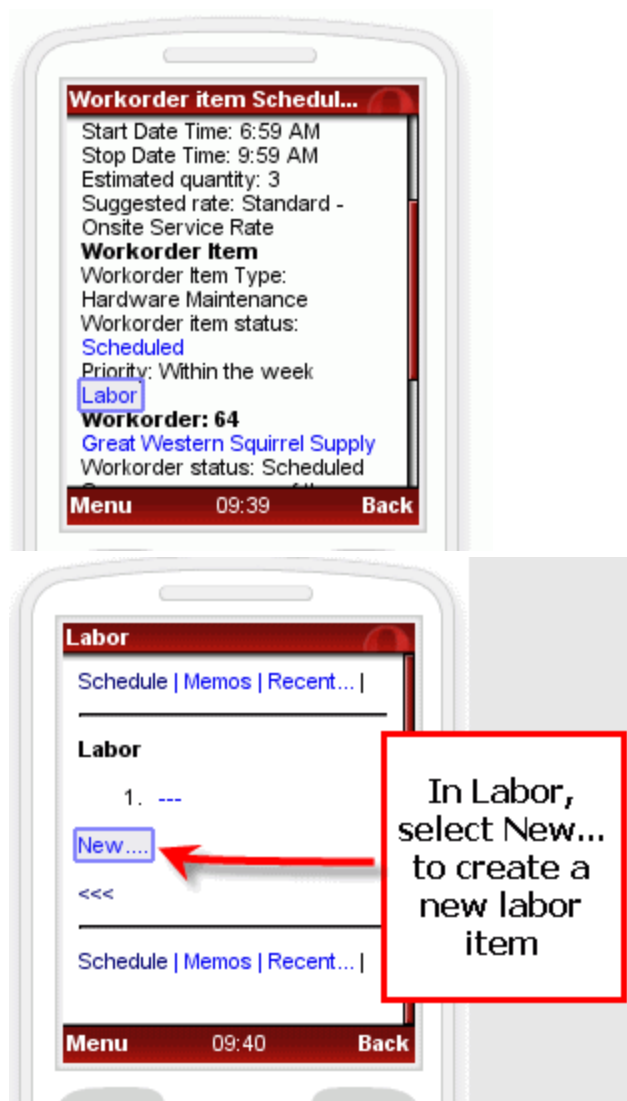 Workorder item Schedul...
Start Date Time: 6:59 AM
Stop Date Time: 9:59 AM
Estimated quantity: 3
Suggested rate: Standard -
Onsite Service Rate
Workorder Item
Workorder Item Type:
Hardware Maintenance
Workorder item status:
Scheduled
Priority: Within the week
Labor
Workorder: 64
Great Western Squirrel Supply
Workorder status: Scheduled
Menu 09:39 Back
Labor
Schedule | Memos | Recent... |
Labor
1. ---
New....
<<<
Schedule | Memos | Recent... |
Menu 09:40 Back
In Labor,
select New...
to create a
new labor
item